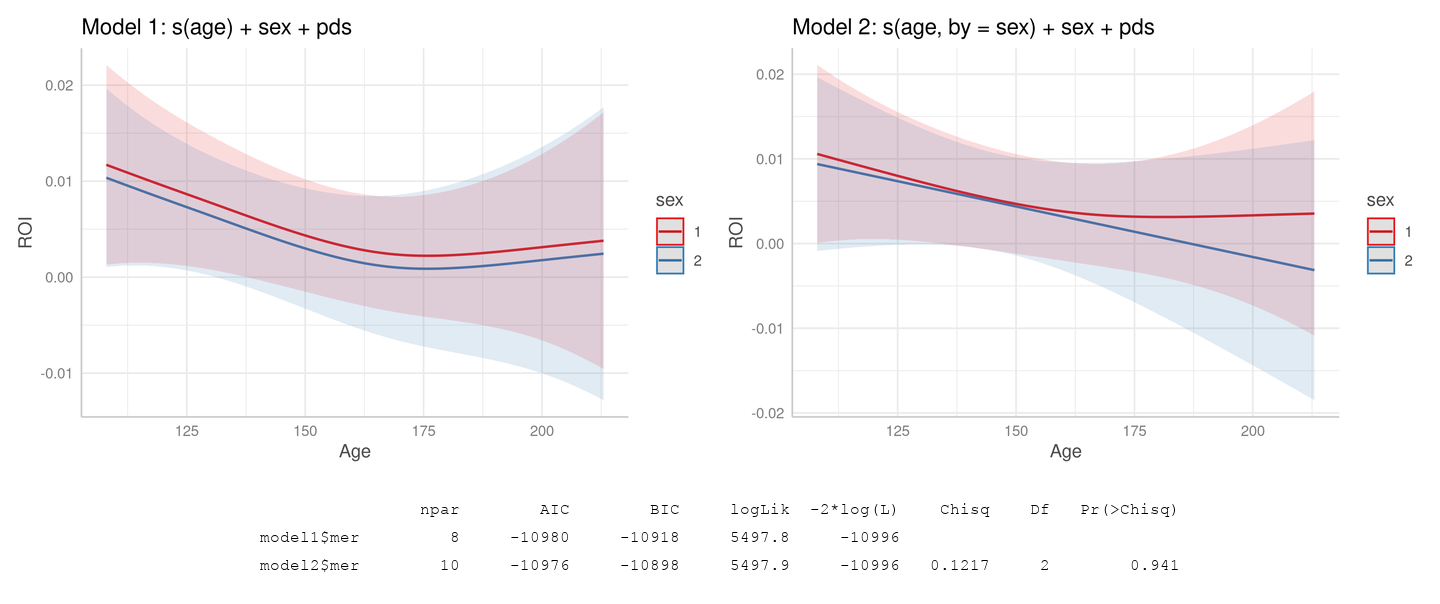 Model 1: s(age) + sex + pds
0.02
0.01
0.00
-0.01
ROI
125 150 175 200
Age
sex
1
2
Model 2: s(age, by = sex) + sex + pds
0.02
0.01
0.00
-0.01
-0.02
ROI
125 150 175 200
Age
sex
1
2
npar AIC BIC logLik -2*log(L) Chisq Df Pr(>Chisq)
model1$mer 8 -10980 -10918 5497.8 -10996
model2$mer 10 -10976 -10898 5497.9 -10996 0.1217 2 0.941